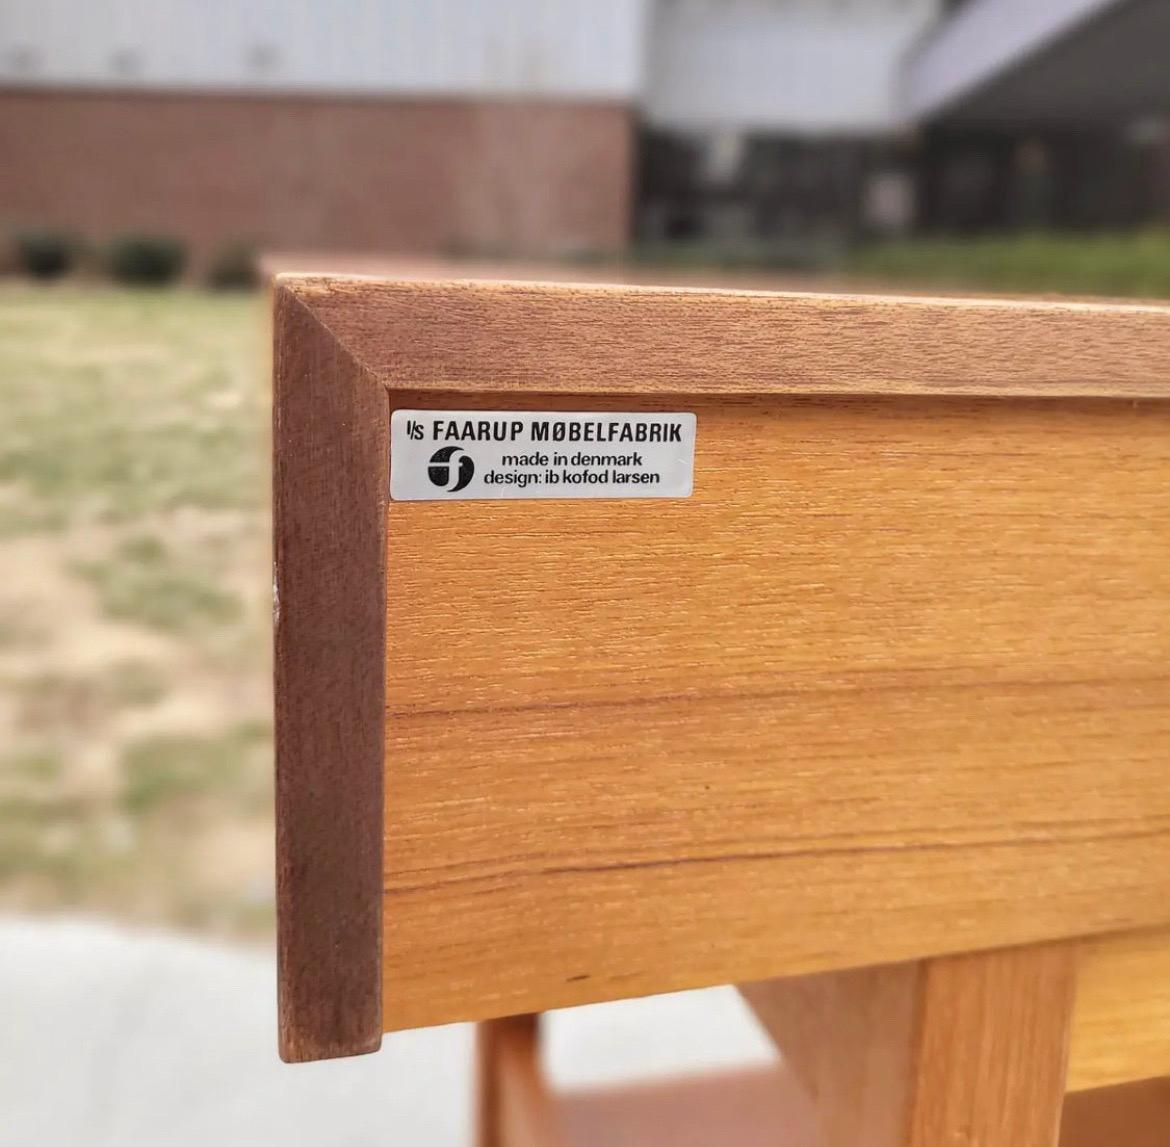 I/S FAARUP MØBELFABRIK
made in denmark
design: ib kofod larsen